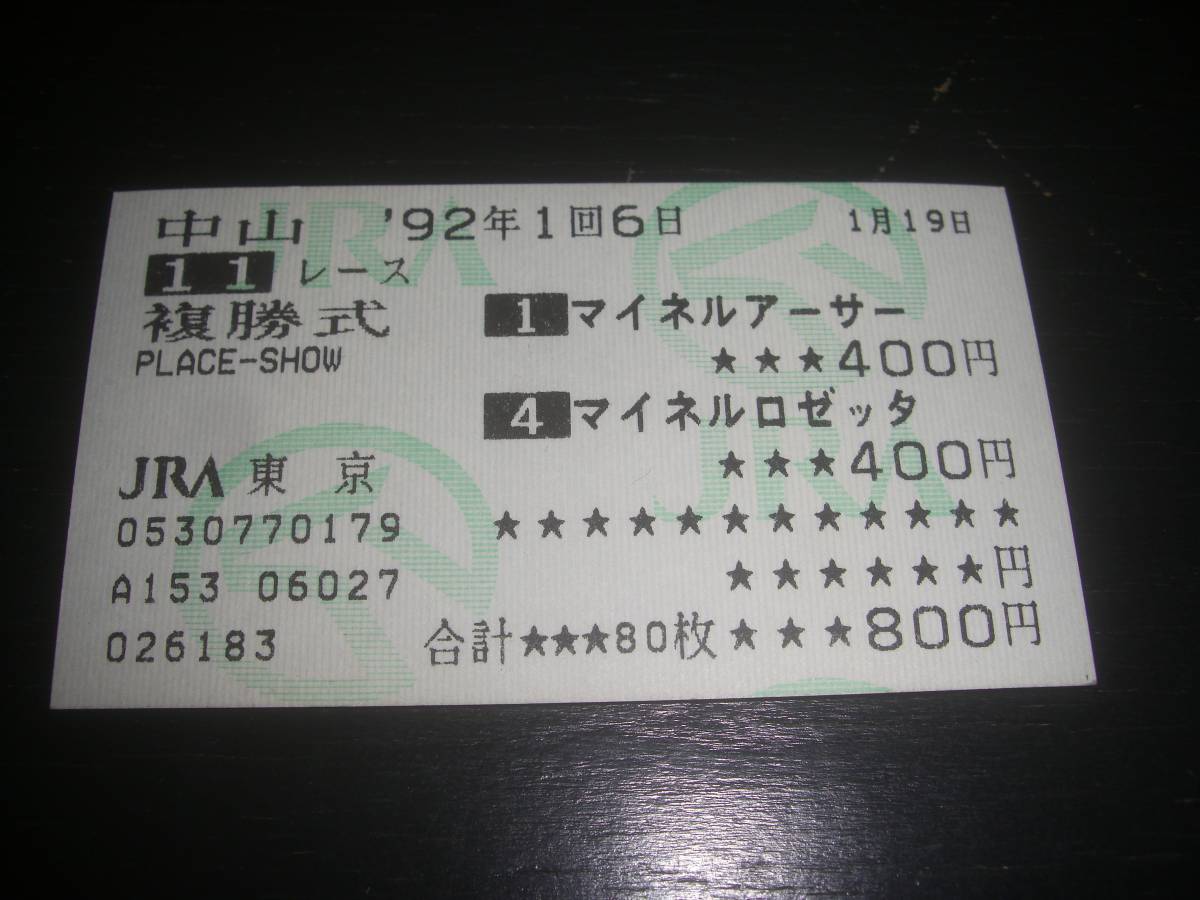 中山 '92年1回6日 1月19日
11レース
複勝式 1マイネルアーサー
PLACE-SHOW ★★★400円
4マイネルロゼッタ
JRA 東京 ★★★400円
0530770179 ★★★★★★★★★★★★
A153 06027 ★★★★★★円
026183 合計★★★80枚★★★800円